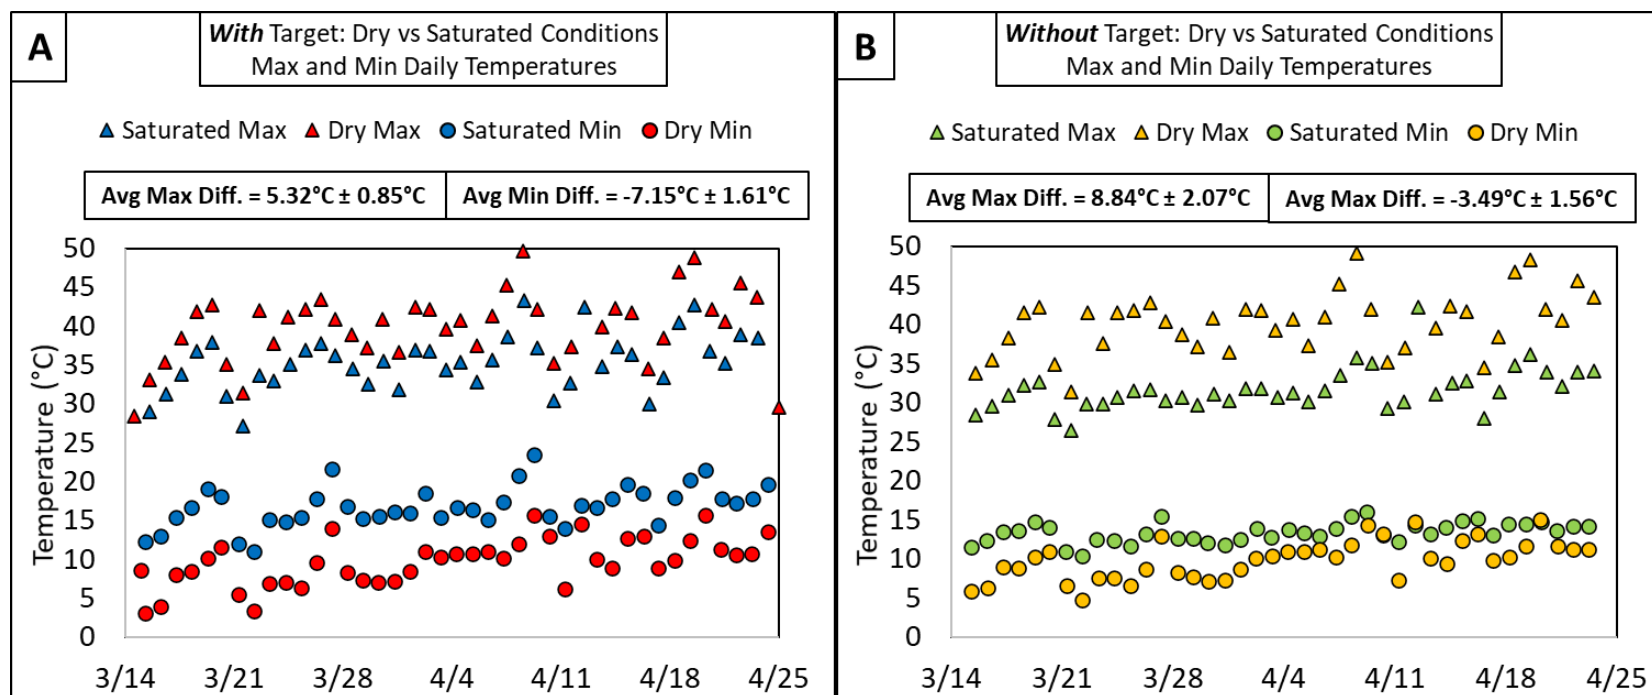 A
With Target: Dry vs Saturated Conditions
Max and Min Daily Temperatures
Saturated Max Dry Max Saturated Min Dry Min
Avg Max Diff. = 5.32°C ± 0.85°C Avg Min Diff. = -7.15°C ± 1.61°C
Temperature (°C)
50
45
40
35
30
25
20
15
10
5
0
3/14 3/21 3/28 4/4 4/11 4/18 4/25
B
Without Target: Dry vs Saturated Conditions
Max and Min Daily Temperatures
Saturated Max Dry Max Saturated Min Dry Min
Avg Max Diff. = 8.84°C ± 2.07°C Avg Max Diff. = -3.49°C ± 1.56°C
Temperature (°C)
50
45
40
35
30
25
20
15
10
5
0
3/14 3/21 3/28 4/4 4/11 4/18 4/25